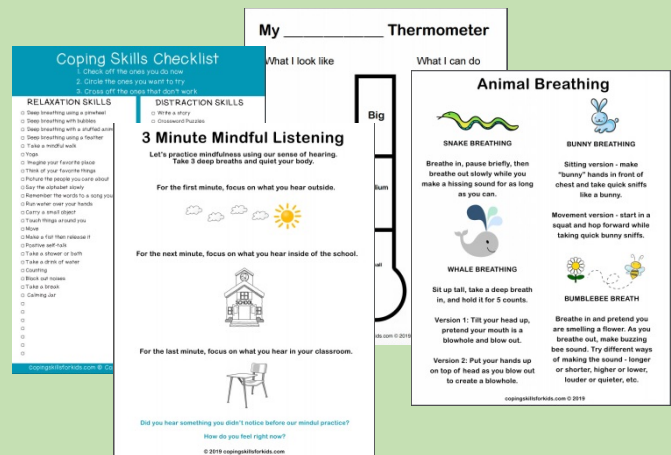 My ____________ Thermometer
What I look like
What I can do
Big
Coping Skills Checklist
1. Check off the ones you do now
2. Circle the ones you want to try
3. Cross off the ones that don't work
RELAXATION SKILLS
Deep breathing using a pinwheel
Deep breathing with bubbles
Deep breathing with a stuffed anim
Deep breathing using a feather
Take a mindful walk
Yoga
Imagine your favorite place
Think of your favorite things
Picture the people you care about
Say the alphabet slowly
Remember the words to a song you
Run water over your hands
Carry a small object
Touch things around you
Move
Make a fist then release it
Positive self-talk
Take a shower or bath
Take a drink of water
Counting
Block out noises
Take a break
Calming Jar
DISTRACTION SKILLS
Write a story
Crossword Puzzles
copingskillsforkids.com © Co
3 Minute Mindful Listening
Let's practice mindfulness using our sense of hearing.
Take 3 deep breaths and quiet your body.
For the first minute, focus on what you hear outside.
For the next minute, focus on what you hear inside of the school.
For the last minute, focus on what you hear in your classroom.
Did you hear something you didn't notice before our mindul practice?
How do you feel right now?
© 2019 copingskillsforkids.com
ds.com © 2019
Animal Breathing
SNAKE BREATHING
Breathe in, pause briefly, then
breathe out slowly while you
make a hissing sound for as long
as you can.
BUNNY BREATHING
Sitting version - make
"bunny" hands in front of
chest and take quick sniffs
like a bunny.
Movement version - start in a
squat and hop forward while
taking quick bunny sniffs.
WHALE BREATHING
Sit up tall, take a deep breath
in, and hold it for 5 counts.
Version 1: Tilt your head up,
pretend your mouth is a
blowhole and blow out.
Version 2: Put your hands up
on top of head as you blow out
to create a blowhole.
BUMBLEBEE BREATH
Breathe in and pretend you
are smelling a flower. As you
breathe out, make buzzing
bee sound. Try different ways
of making the sound - longer
or shorter, higher or lower,
louder or quieter, etc.
copingskillsforkids.com © 2019